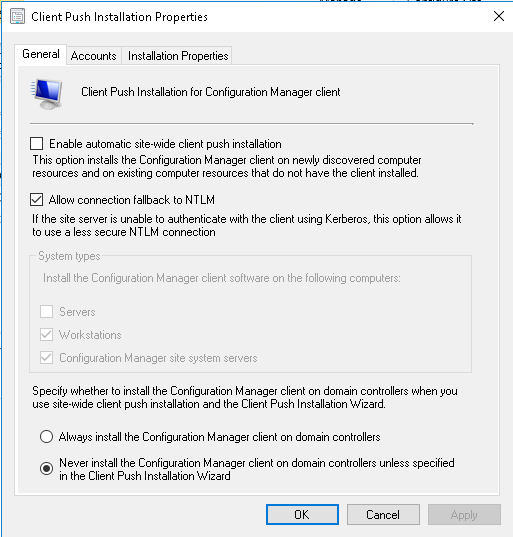 Client Push Installation Properties
General
Accounts
Installation Properties
Client Push Installation for Configuration Manager client
Enable automatic site-wide client push installation
This option installs the Configuration Manager client on newly discovered computer
resources and on existing computer resources that do not have the client installed.
Allow connection fallback to NTLM
If the site server is unable to authenticate with the client using Kerberos, this option allows it
to use a less secure NTLM connection
System types
Install the Configuration Manager client software on the following computers:
Servers
Workstations
Configuration Manager site system servers
Specify whether to install the Configuration Manager client on domain controllers when you
use site-wide client push installation and the Client Push Installation Wizard.
Always install the Configuration Manager client on domain controllers
Never install the Configuration Manager client on domain controllers unless specified
in the Client Push Installation Wizard
OK
Cancel
Apply